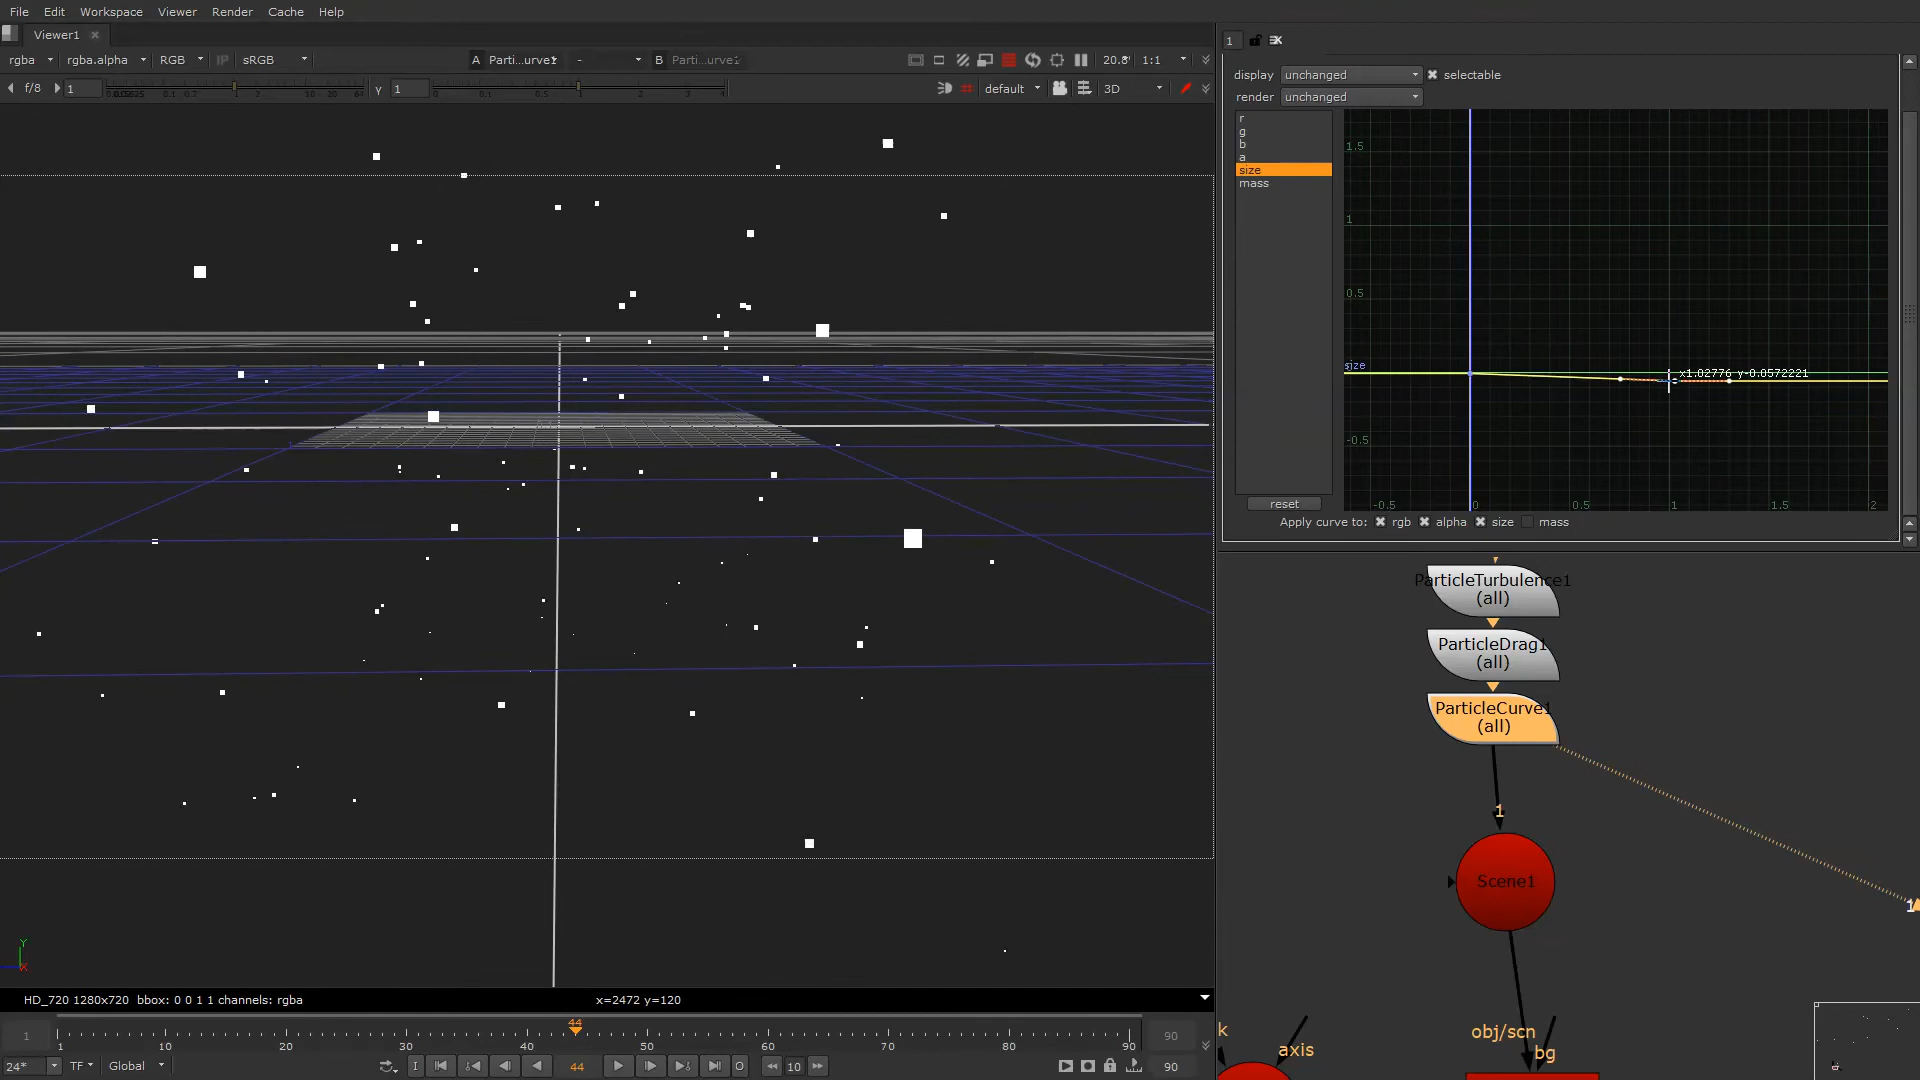 File Edit Workspace Viewer Render Cache Help
Viewer1
rgba rgba.alpha RGB IP sRGB A Parti...urve1 - B Parti...urve1 20.8 1:1
f/8 1 γ 1 default 3D
1
display unchanged selectable
render unchanged
r
g
b
a
size
mass
reset
1.5
1
0.5
size
x1.02776 y-0.0572221
-0.5
-0.5 0 0.5 1 1.5 2
Apply curve to: rgb alpha size mass
ParticleTurbulence1
(all)
ParticleDrag1
(all)
ParticleCurve1
(all)
1
Scene1
1
obj/scn
bg
axis
k
Y
X
HD_720 1280x720 bbox: 0 0 1 1 channels: rgba x=2472 y=120
44
1 1 10 20 30 40 50 60 70 80 90 90
24* TF Global I 44 O 10 90